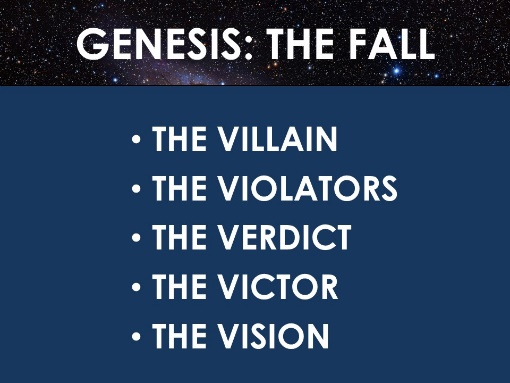 GENESIS: THE FALL
• THE VILLAIN
• THE VIOLATORS
• THE VERDICT
• THE VICTOR
• THE VISION